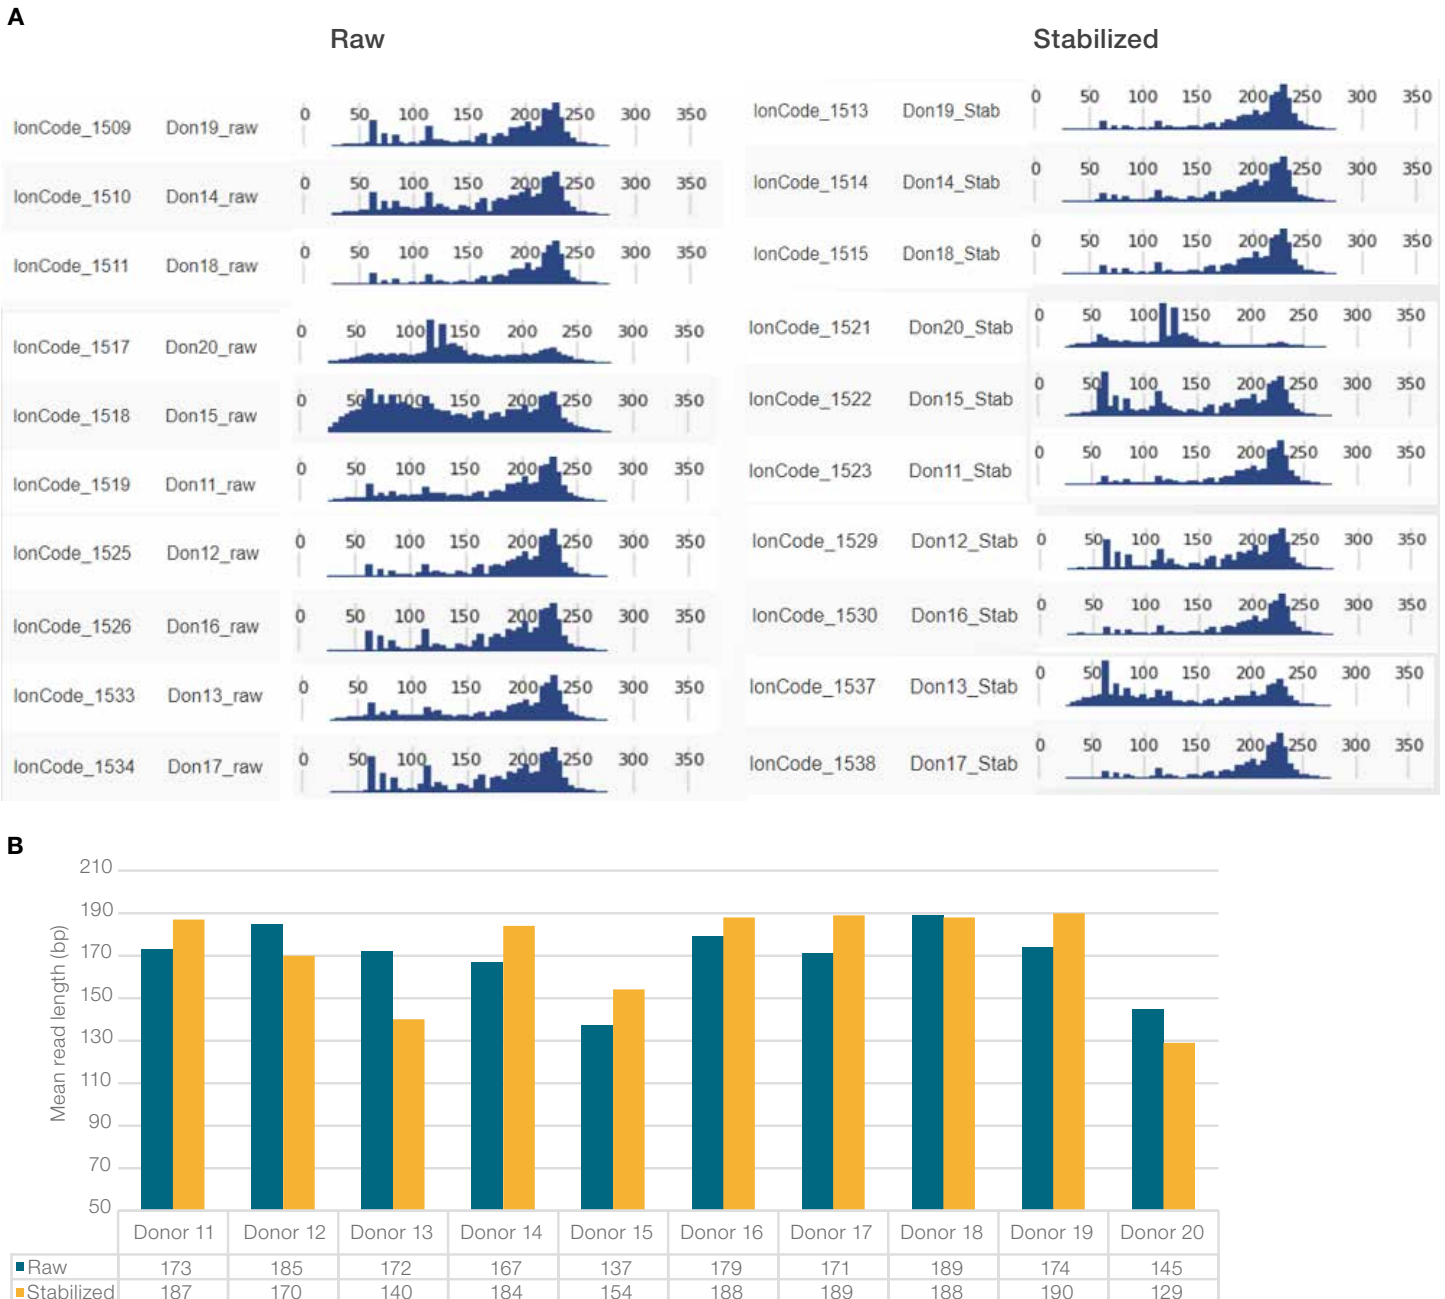 A
Raw
Stabilized
IonCode_1509 Don19_raw 0 50 100 150 200 250 300 350
IonCode_1513 Don19_Stab 0 50 100 150 200 250 300 350
IonCode_1510 Don14_raw 0 50 100 150 200 250 300 350
IonCode_1514 Don14_Stab 0 50 100 150 200 250 300 350
IonCode_1511 Don18_raw 0 50 100 150 200 250 300 350
IonCode_1515 Don18_Stab 0 50 100 150 200 250 300 350
IonCode_1517 Don20_raw 0 50 100 150 200 250 300 350
IonCode_1521 Don20_Stab 0 50 100 150 200 250 300 350
IonCode_1518 Don15_raw 0 50 100 150 200 250 300 350
IonCode_1522 Don15_Stab 0 50 100 150 200 250 300 350
IonCode_1519 Don11_raw 0 50 100 150 200 250 300 350
IonCode_1523 Don11_Stab 0 50 100 150 200 250 300 350
IonCode_1525 Don12_raw 0 50 100 150 200 250 300 350
IonCode_1529 Don12_Stab 0 50 100 150 200 250 300 350
IonCode_1526 Don16_raw 0 50 100 150 200 250 300 350
IonCode_1530 Don16_Stab 0 50 100 150 200 250 300 350
IonCode_1533 Don13_raw 0 50 100 150 200 250 300 350
IonCode_1537 Don13_Stab 0 50 100 150 200 250 300 350
IonCode_1534 Don17_raw 0 50 100 150 200 250 300 350
IonCode_1538 Don17_Stab 0 50 100 150 200 250 300 350
B
Mean read length (bp)
210
190
170
150
130
110
90
70
50
Donor 11 Donor 12 Donor 13 Donor 14 Donor 15 Donor 16 Donor 17 Donor 18 Donor 19 Donor 20
Raw 173 185 172 167 137 179 171 189 174 145
Stabilized 187 170 140 184 154 188 189 188 190 129